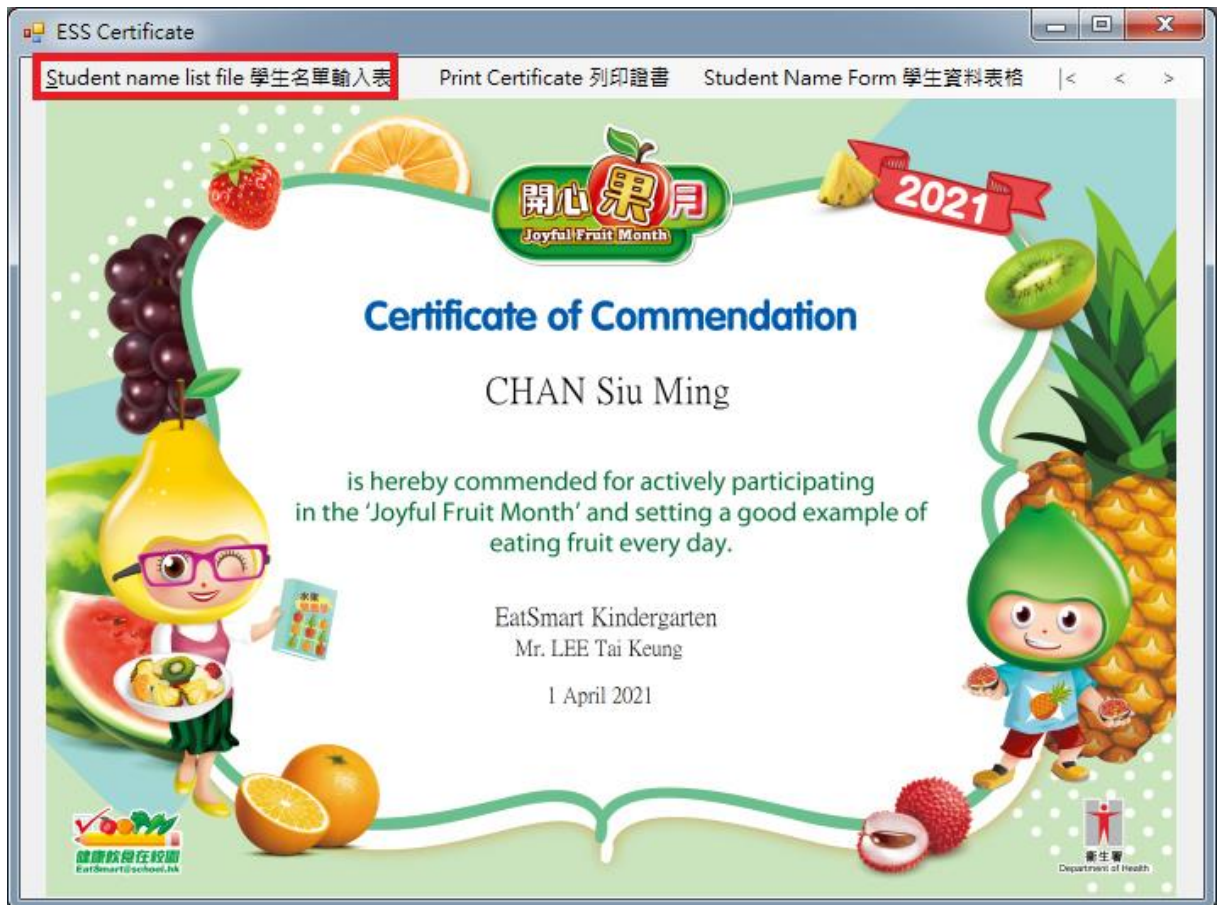 ESS Certificate
Student name list file 學生名單輸入表 Print Certificate 列印證書 Student Name Form 學生資料表格 |< < >
開心果月
Joyful Fruit Month
2021
Certificate of Commendation
CHAN Siu Ming
is hereby commended for actively participating
in the ‘Joyful Fruit Month’ and setting a good example of
eating fruit every day.
EatSmart Kindergarten
Mr. LEE Tai Keung
1 April 2021
水果
健康飲食在校園
EatSmart@school.hk
衞生署
Department of Health